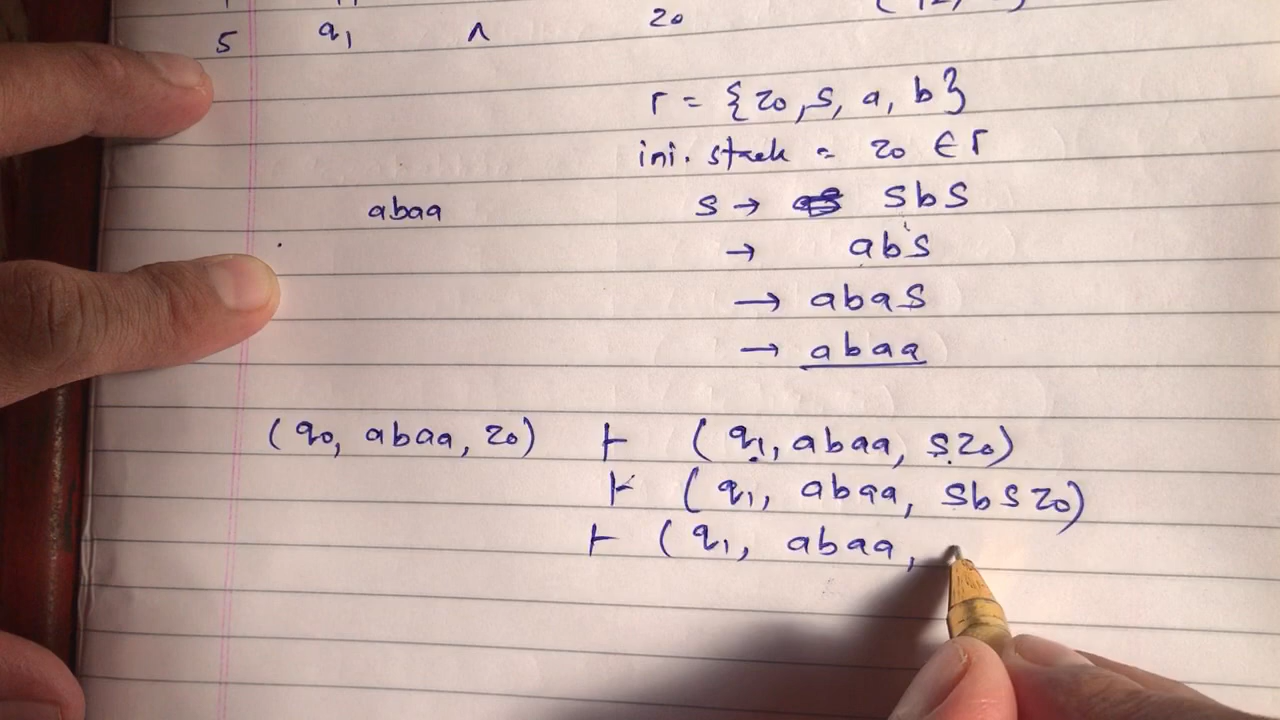 5 q1 ʌ z0
Γ = {z0, S, a, b}
ini. stack = z0 ∈ Γ
abaa S → SbS
→ abS
→ abaS
→ abaa
(q0, abaa, z0) ⊢ (q1, abaa, Sz0)
⊢ (q1, abaa, SbSz0)
⊢ (q1, abaa,